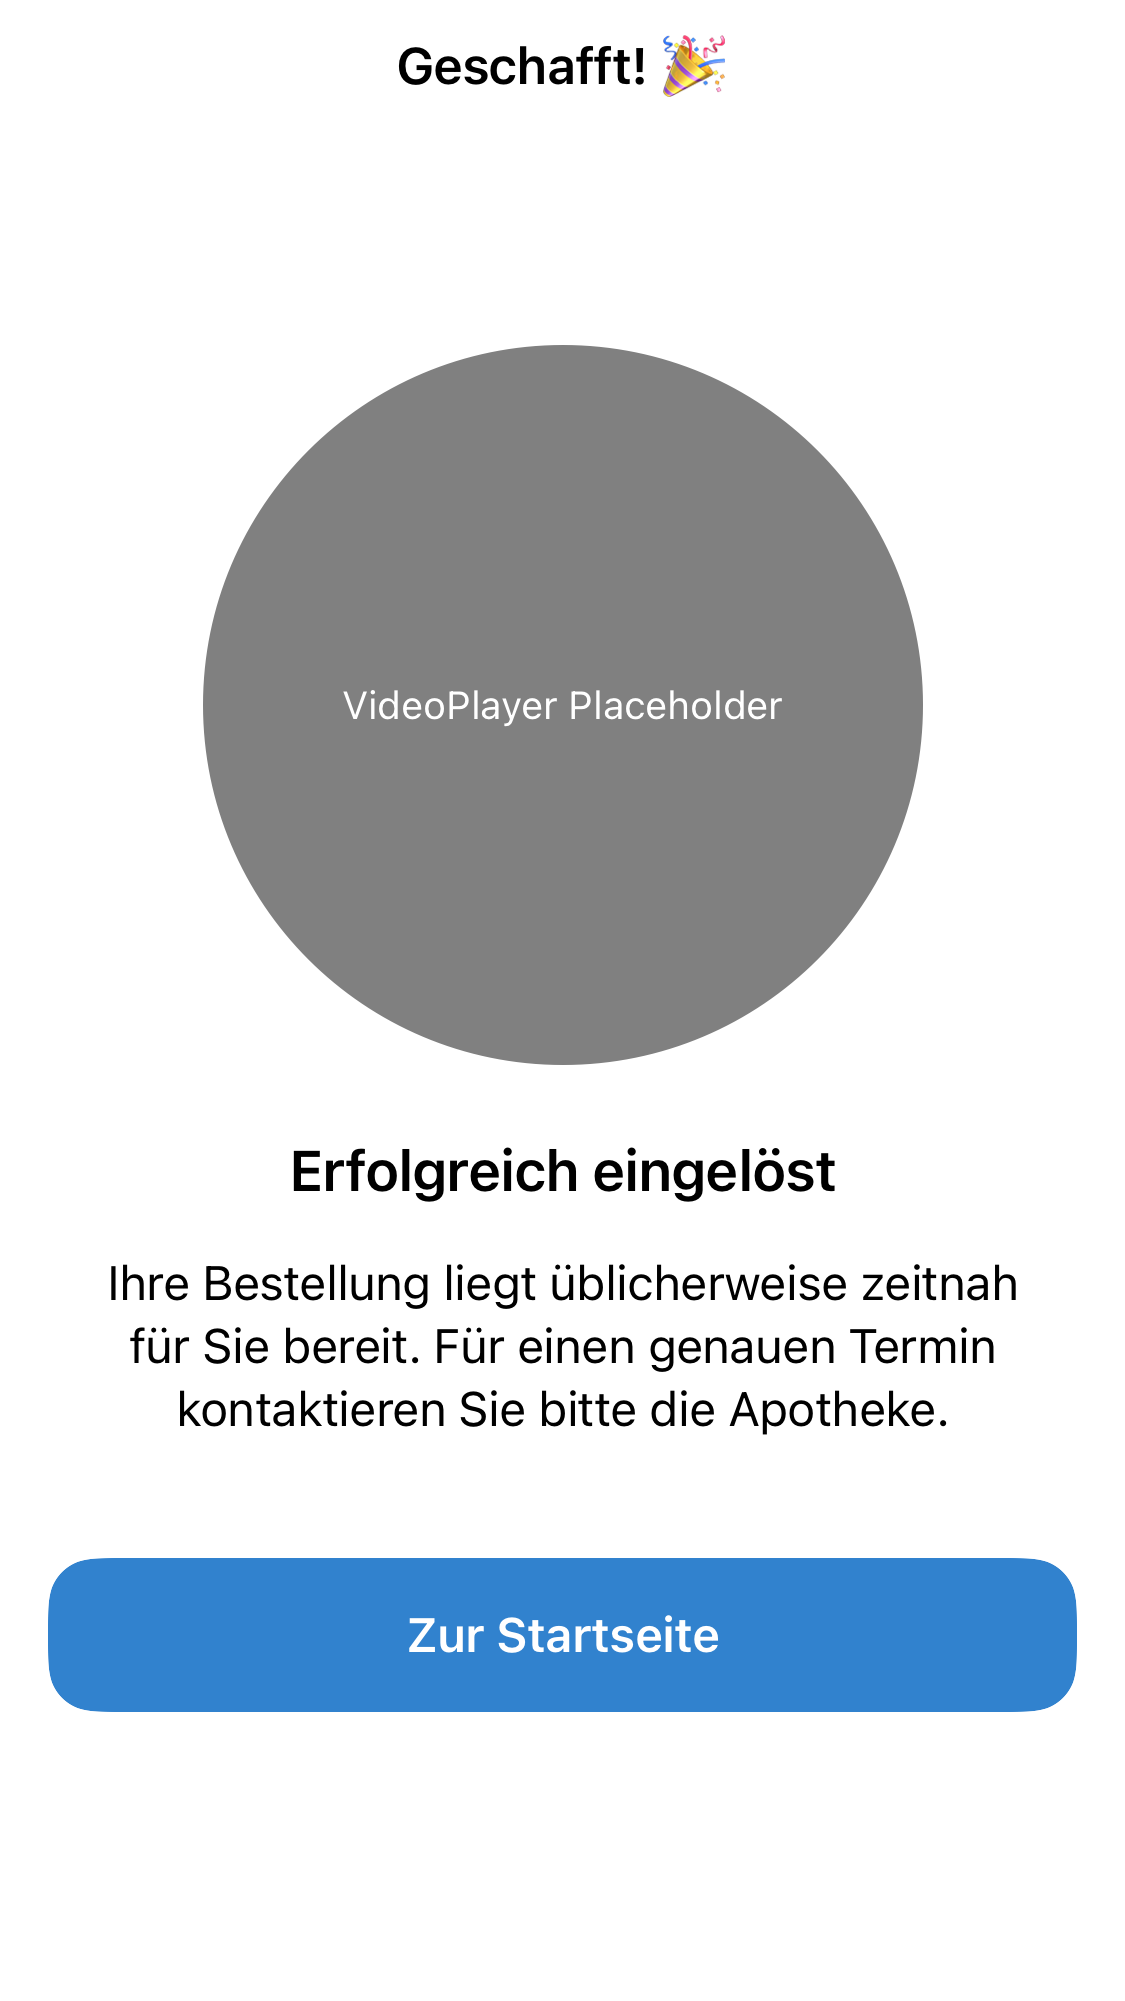 Geschafft! 🎉
VideoPlayer Placeholder
Erfolgreich eingelöst
Ihre Bestellung liegt üblicherweise zeitnah
für Sie bereit. Für einen genauen Termin
kontaktieren Sie bitte die Apotheke.
Zur Startseite